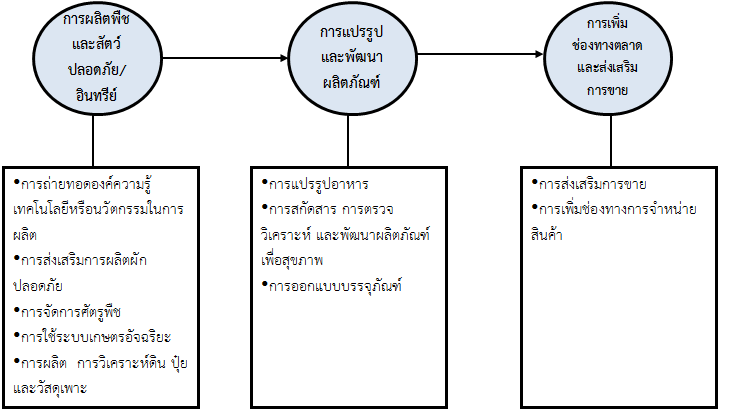 การผลิตพืช
และสัตว์
ปลอดภัย/
อินทรีย์
การแปรรูป
และพัฒนา
ผลิตภัณฑ์
การเพิ่ม
ช่องทางตลาด
และส่งเสริม
การขาย
•การถ่ายทอดองค์ความรู้
เทคโนโลยีหรือนวัตกรรมในการ
ผลิต
•การส่งเสริมการผลิตผัก
ปลอดภัย
•การจัดการศัตรูพืช
•การใช้ระบบเกษตรอัจฉริยะ
•การผลิต  การวิเคราะห์ดิน ปุ๋ย
และวัสดุเพาะ
•การแปรรูปอาหาร
•การสกัดสาร การตรวจ
วิเคราะห์ และพัฒนาผลิตภัณฑ์
เพื่อสุขภาพ
•การออกแบบบรรจุภัณฑ์
•การส่งเสริมการขาย
•การเพิ่มช่องทางการจำหน่าย
สินค้า